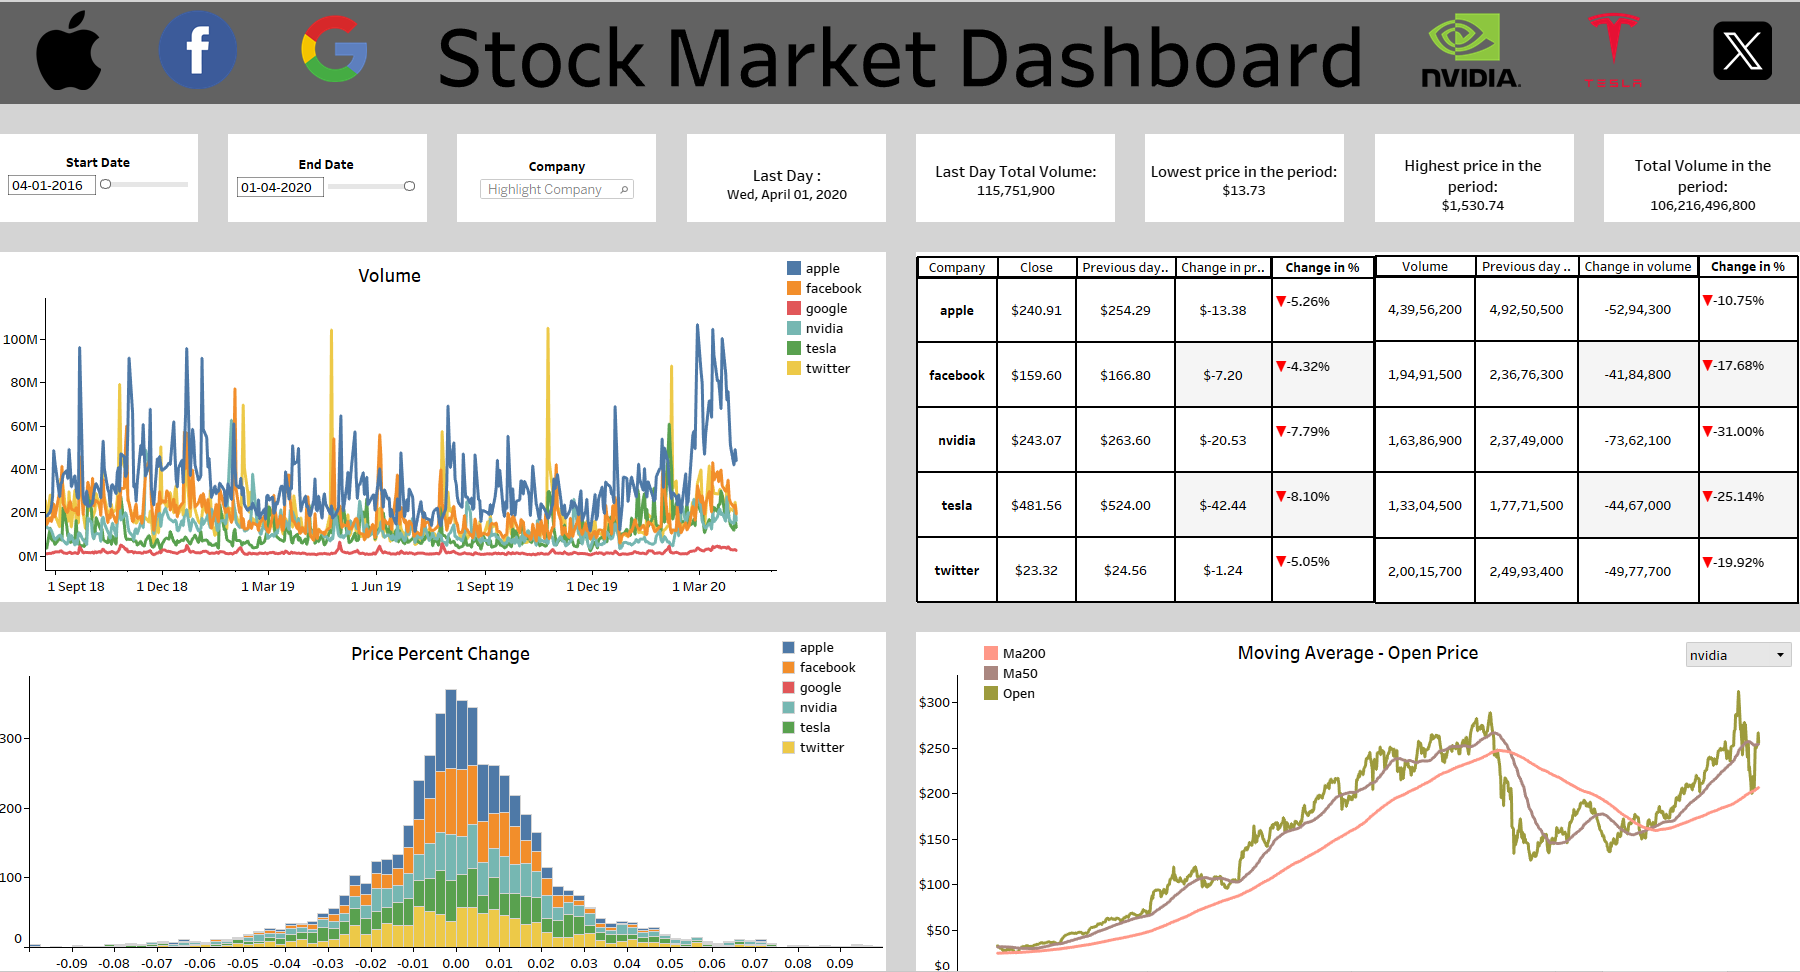 Stock Market Dashboard
f
NVIDIA.
TESLA
X
Start Date
04-01-2016
End Date
01-04-2020
Company
Highlight Company
Last Day :
Wed, April 01, 2020
Last Day Total Volume:
115,751,900
Lowest price in the period:
$13.73
Highest price in the
period:
$1,530.74
Total Volume in the
period:
106,216,496,800
Volume
apple
facebook
google
nvidia
tesla
twitter
100M
80M
60M
40M
20M
0M
1 Sept 18 1 Dec 18 1 Mar 19 1 Jun 19 1 Sept 19 1 Dec 19 1 Mar 20
Company Close Previous day.. Change in pr.. Change in % Volume Previous day .. Change in volume Change in %
apple $240.91 $254.29 $-13.38 ▼-5.26% 4,39,56,200 4,92,50,500 -52,94,300 ▼-10.75%
facebook $159.60 $166.80 $-7.20 ▼-4.32% 1,94,91,500 2,36,76,300 -41,84,800 ▼-17.68%
nvidia $243.07 $263.60 $-20.53 ▼-7.79% 1,63,86,900 2,37,49,000 -73,62,100 ▼-31.00%
tesla $481.56 $524.00 $-42.44 ▼-8.10% 1,33,04,500 1,77,71,500 -44,67,000 ▼-25.14%
twitter $23.32 $24.56 $-1.24 ▼-5.05% 2,00,15,700 2,49,93,400 -49,77,700 ▼-19.92%
Price Percent Change
apple
facebook
google
nvidia
tesla
twitter
300
200
100
0
-0.09 -0.08 -0.07 -0.06 -0.05 -0.04 -0.03 -0.02 -0.01 0.00 0.01 0.02 0.03 0.04 0.05 0.06 0.07 0.08 0.09
Moving Average - Open Price
nvidia
Ma200
Ma50
Open
$300
$250
$200
$150
$100
$50
$0